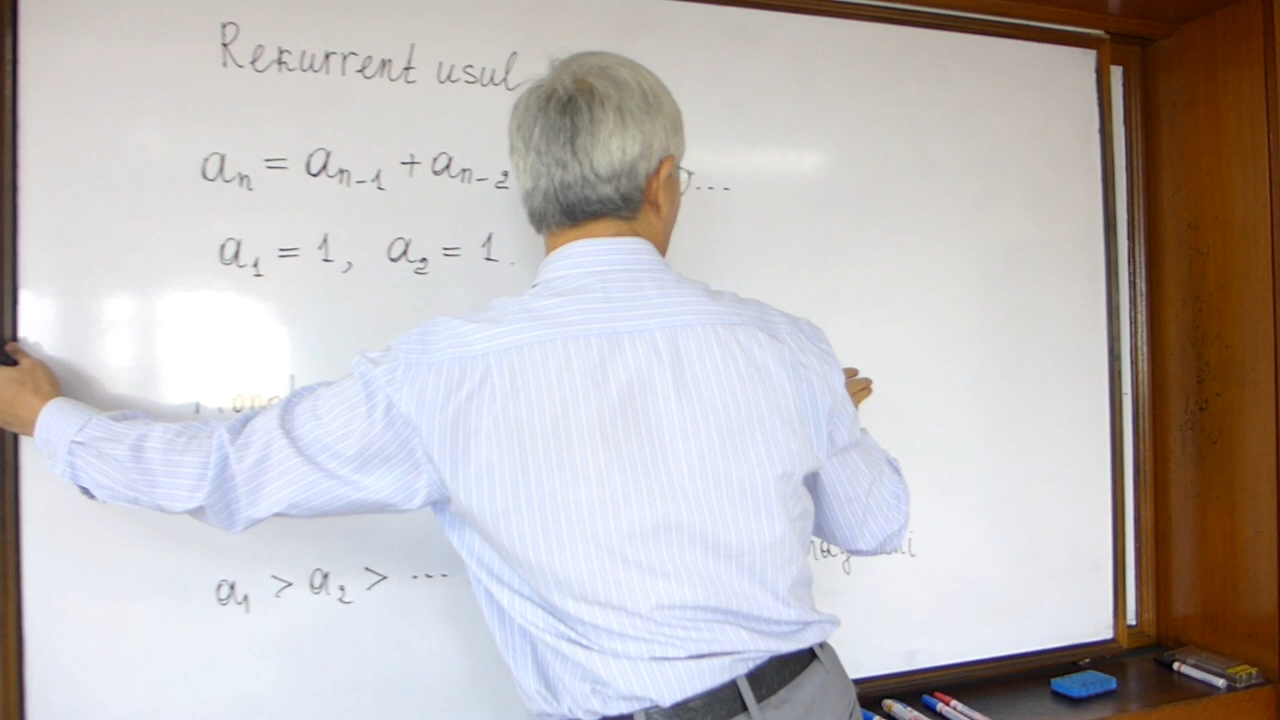 Rekurrent usul
aₙ = aₙ₋₁ + aₙ₋₂ ...
a₁ = 1, a₂ = 1.
a₁ > a₂ > ...